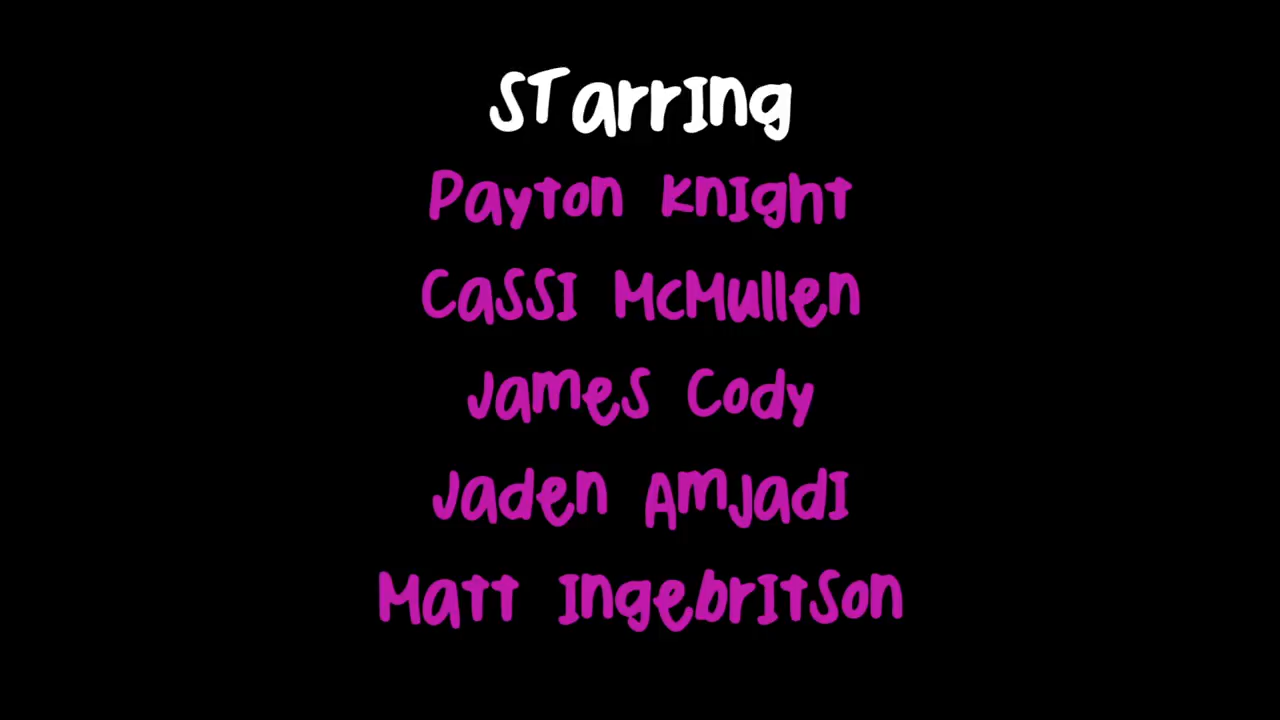 Starring
Payton Knight
Cassi McMullen
James Cody
Jaden Amjadi
Matt Ingebritson